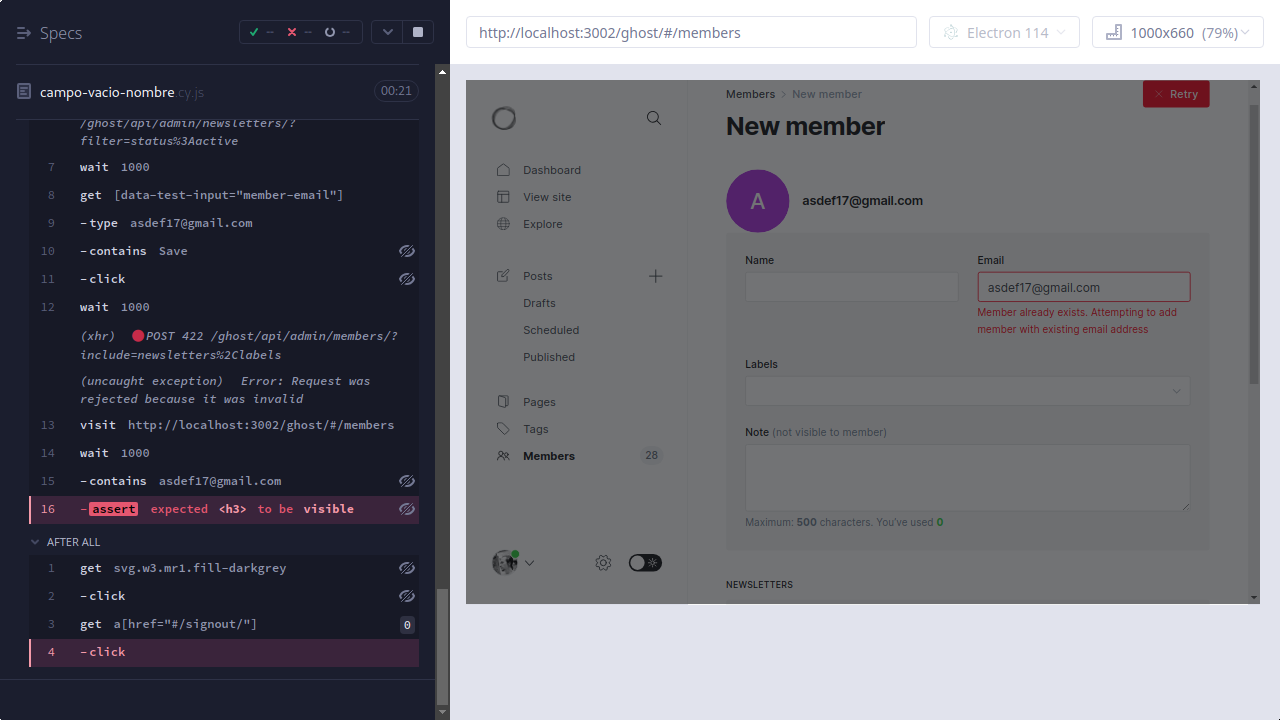 Specs
--
--
--
campo-vacio-nombre.cy.js
00:21
/ghost/api/admin/newsletters/?
filter=status%3Aactive
7 wait 1000
8 get [data-test-input="member-email"]
9 -type asdef17@gmail.com
10 -contains Save
11 -click
12 wait 1000
(xhr) POST 422 /ghost/api/admin/members/?
include=newsletters%2Clabels
(uncaught exception) Error: Request was
rejected because it was invalid
13 visit http://localhost:3002/ghost/#/members
14 wait 1000
15 -contains asdef17@gmail.com
16 -assert expected <h3> to be visible
AFTER ALL
1 get svg.w3.mr1.fill-darkgrey
2 -click
3 get a[href="#/signout/"] 0
4 -click
http://localhost:3002/ghost/#/members
Electron 114
1000x660 (79%)
Dashboard
View site
Explore
Posts
Drafts
Scheduled
Published
Pages
Tags
Members 28
Members > New member
Retry
New member
A
asdef17@gmail.com
Name
Email
asdef17@gmail.com
Member already exists. Attempting to add
member with existing email address
Labels
Note (not visible to member)
Maximum: 500 characters. You've used 0
NEWSLETTERS